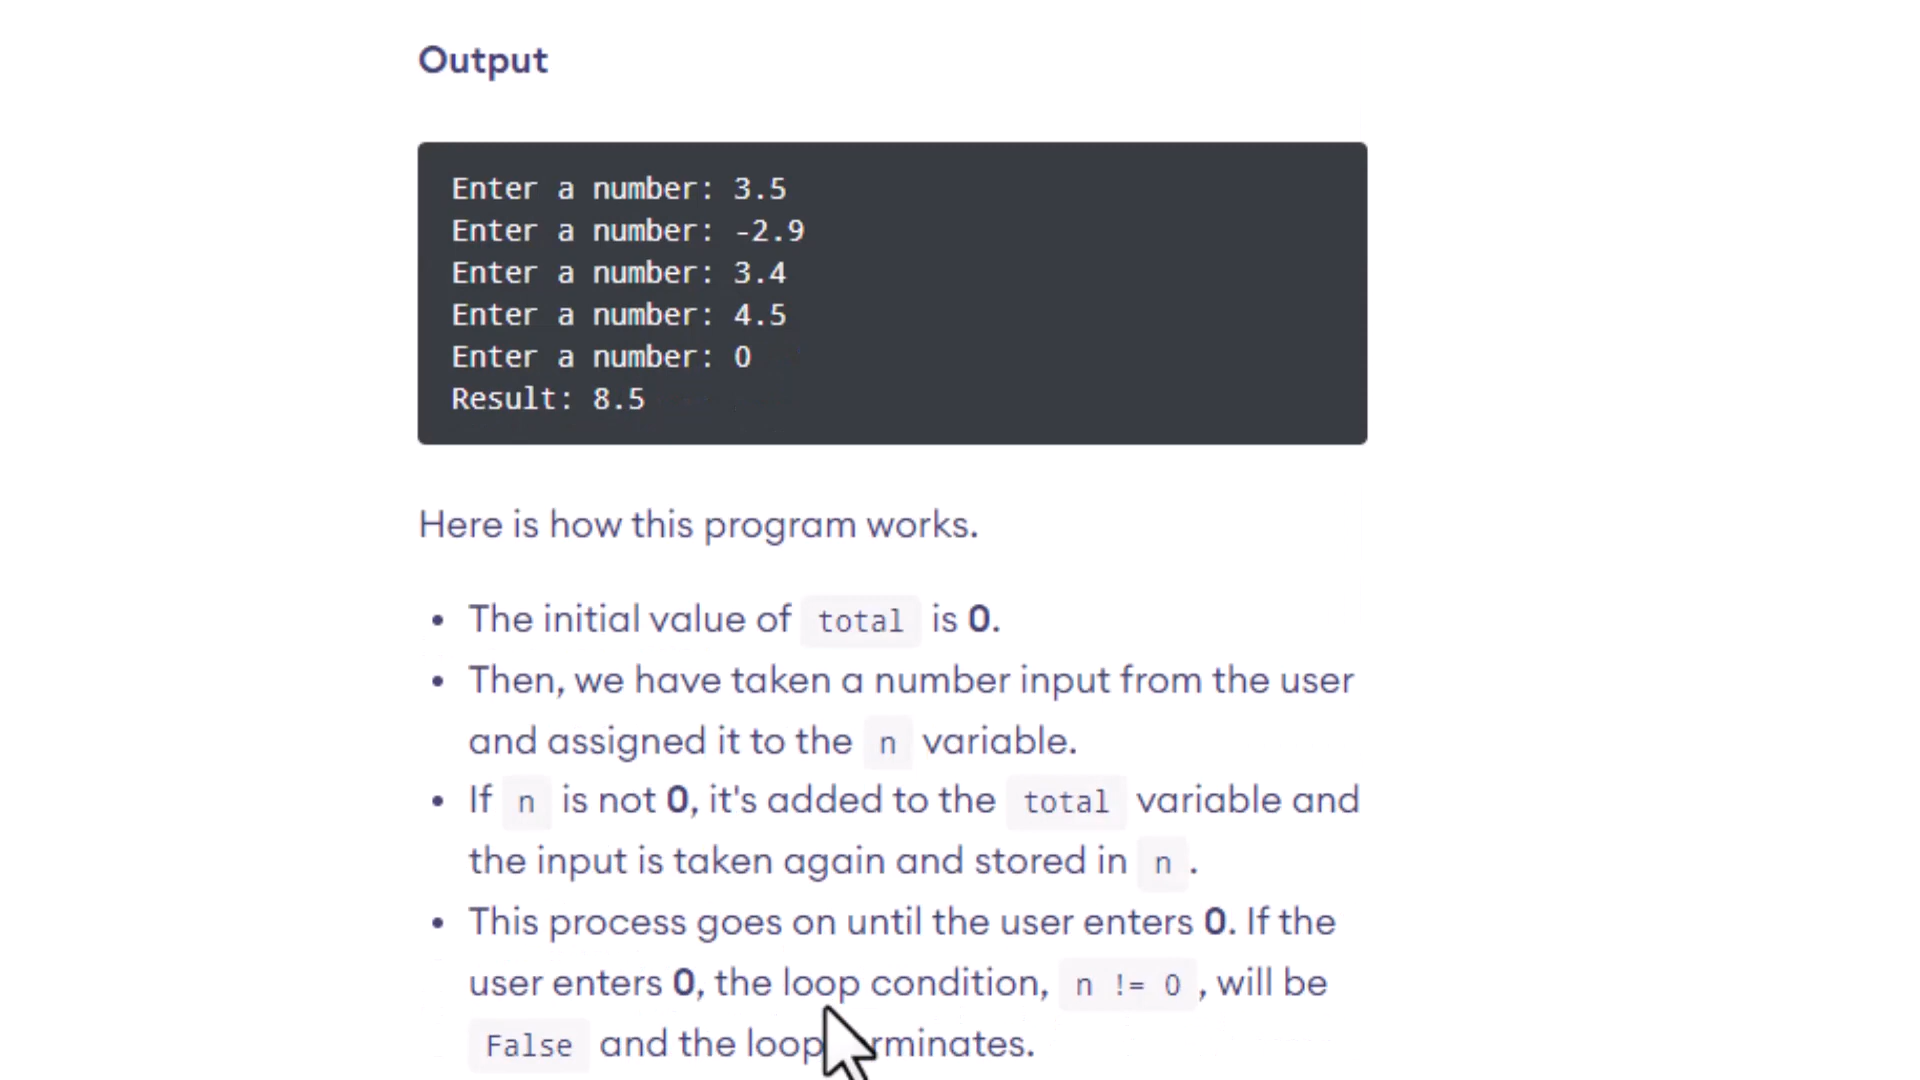 Output
Enter a number: 3.5
Enter a number: -2.9
Enter a number: 3.4
Enter a number: 4.5
Enter a number: 0
Result: 8.5
Here is how this program works.
• The initial value of total is 0.
• Then, we have taken a number input from the user
and assigned it to the n variable.
• If n is not 0, it's added to the total variable and
the input is taken again and stored in n .
• This process goes on until the user enters 0. If the
user enters 0, the loop condition, n != 0 , will be
False and the loop rminates.